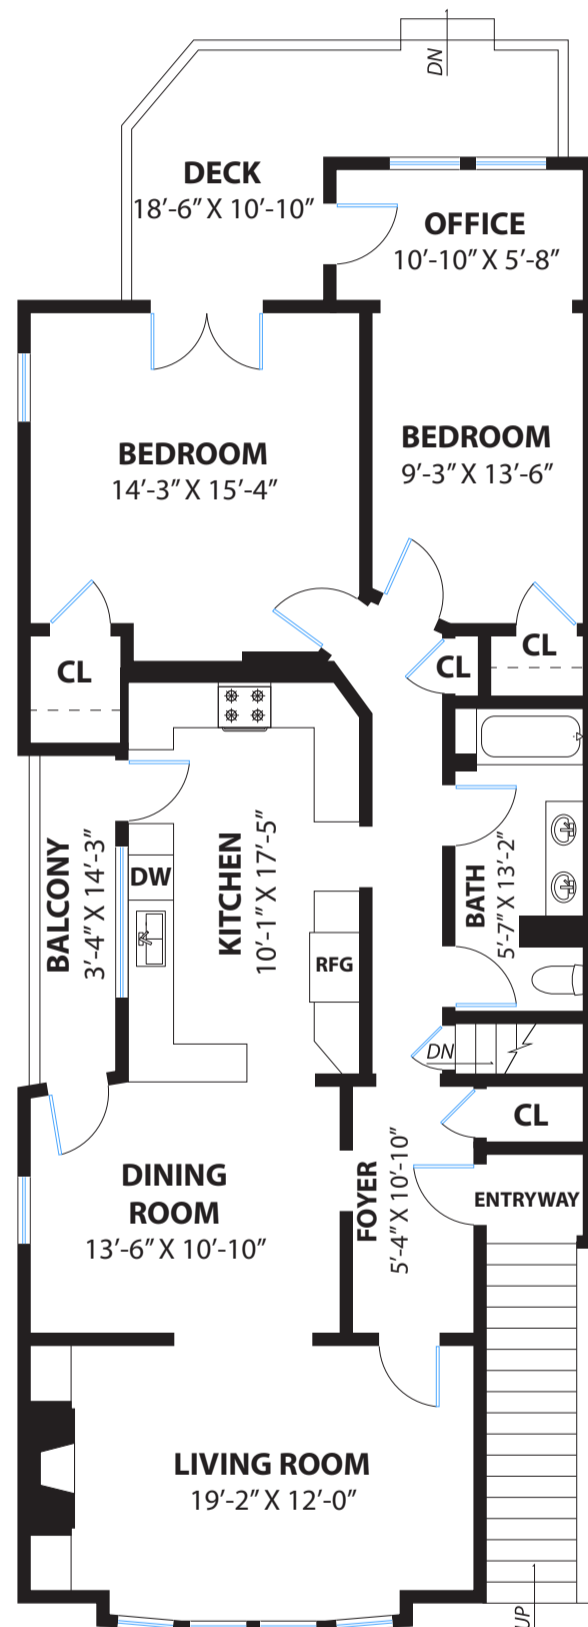 DN
DECK
18'-6" X 10'-10"
OFFICE
10'-10" X 5'-8"
BEDROOM
14'-3" X 15'-4"
BEDROOM
9'-3" X 13'-6"
CL
CL
CL
BALCONY
3'-4" X 14'-3"
DW
KITCHEN
10'-1" X 17'-5"
RFG
BATH
5'-7" X 13'-2"
DN
CL
DINING
ROOM
13'-6" X 10'-10"
FOYER
5'-4" X 10'-10"
ENTRYWAY
LIVING ROOM
19'-2" X 12'-0"
UP